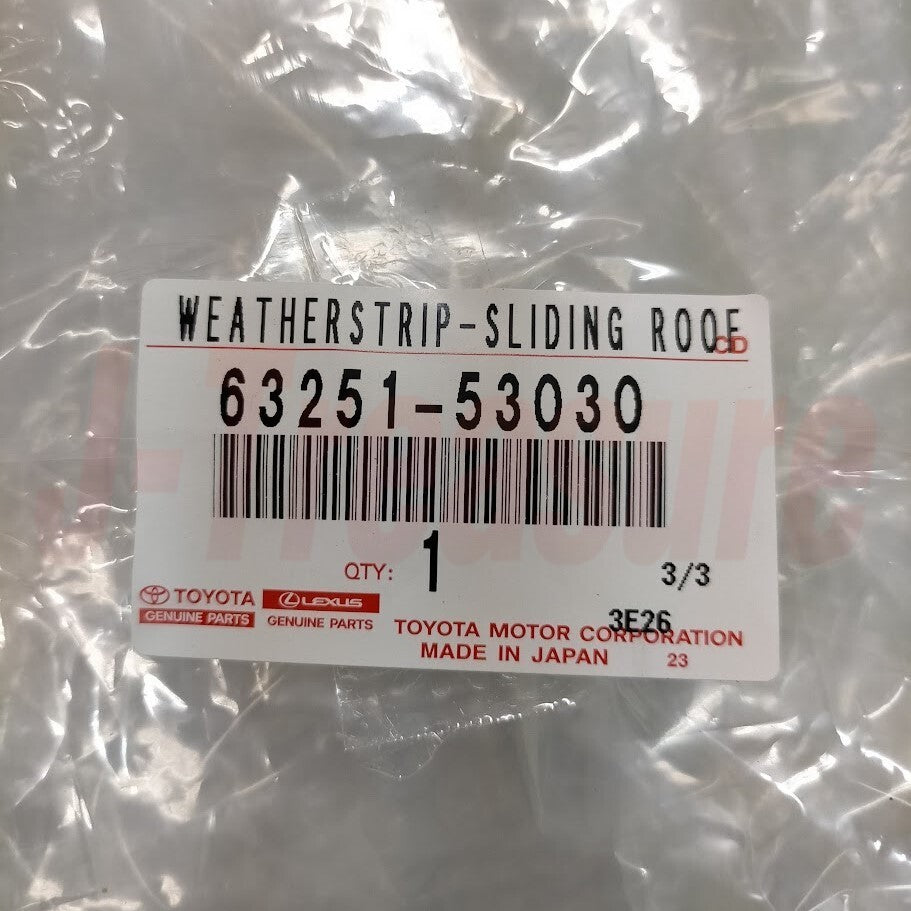 WEATHERSTRIP-SLIDING ROOF
CD
63251-53030
J-Treasure
QTY: 1
3/3
TOYOTA
GENUINE PARTS
LEXUS
GENUINE PARTS
3E26
TOYOTA MOTOR CORPORATION
MADE IN JAPAN 23